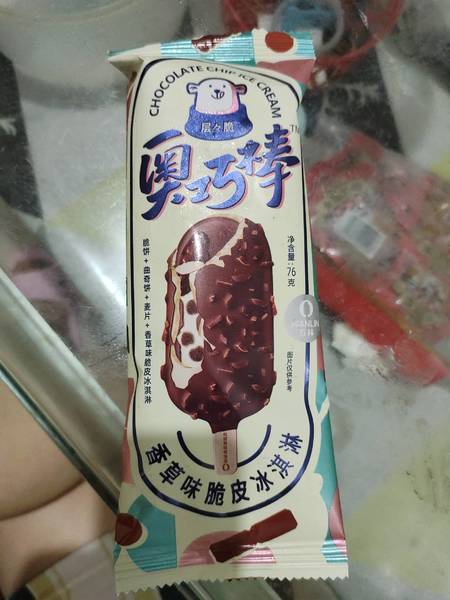 CHOCOLATE CHIP ICE CREAM
层々脆
奥巧棒
TM
脆饼+曲奇饼+麦片+香草味脆皮冰淇淋
净含量:76克
图片仅供参考
香草味脆皮冰淇淋